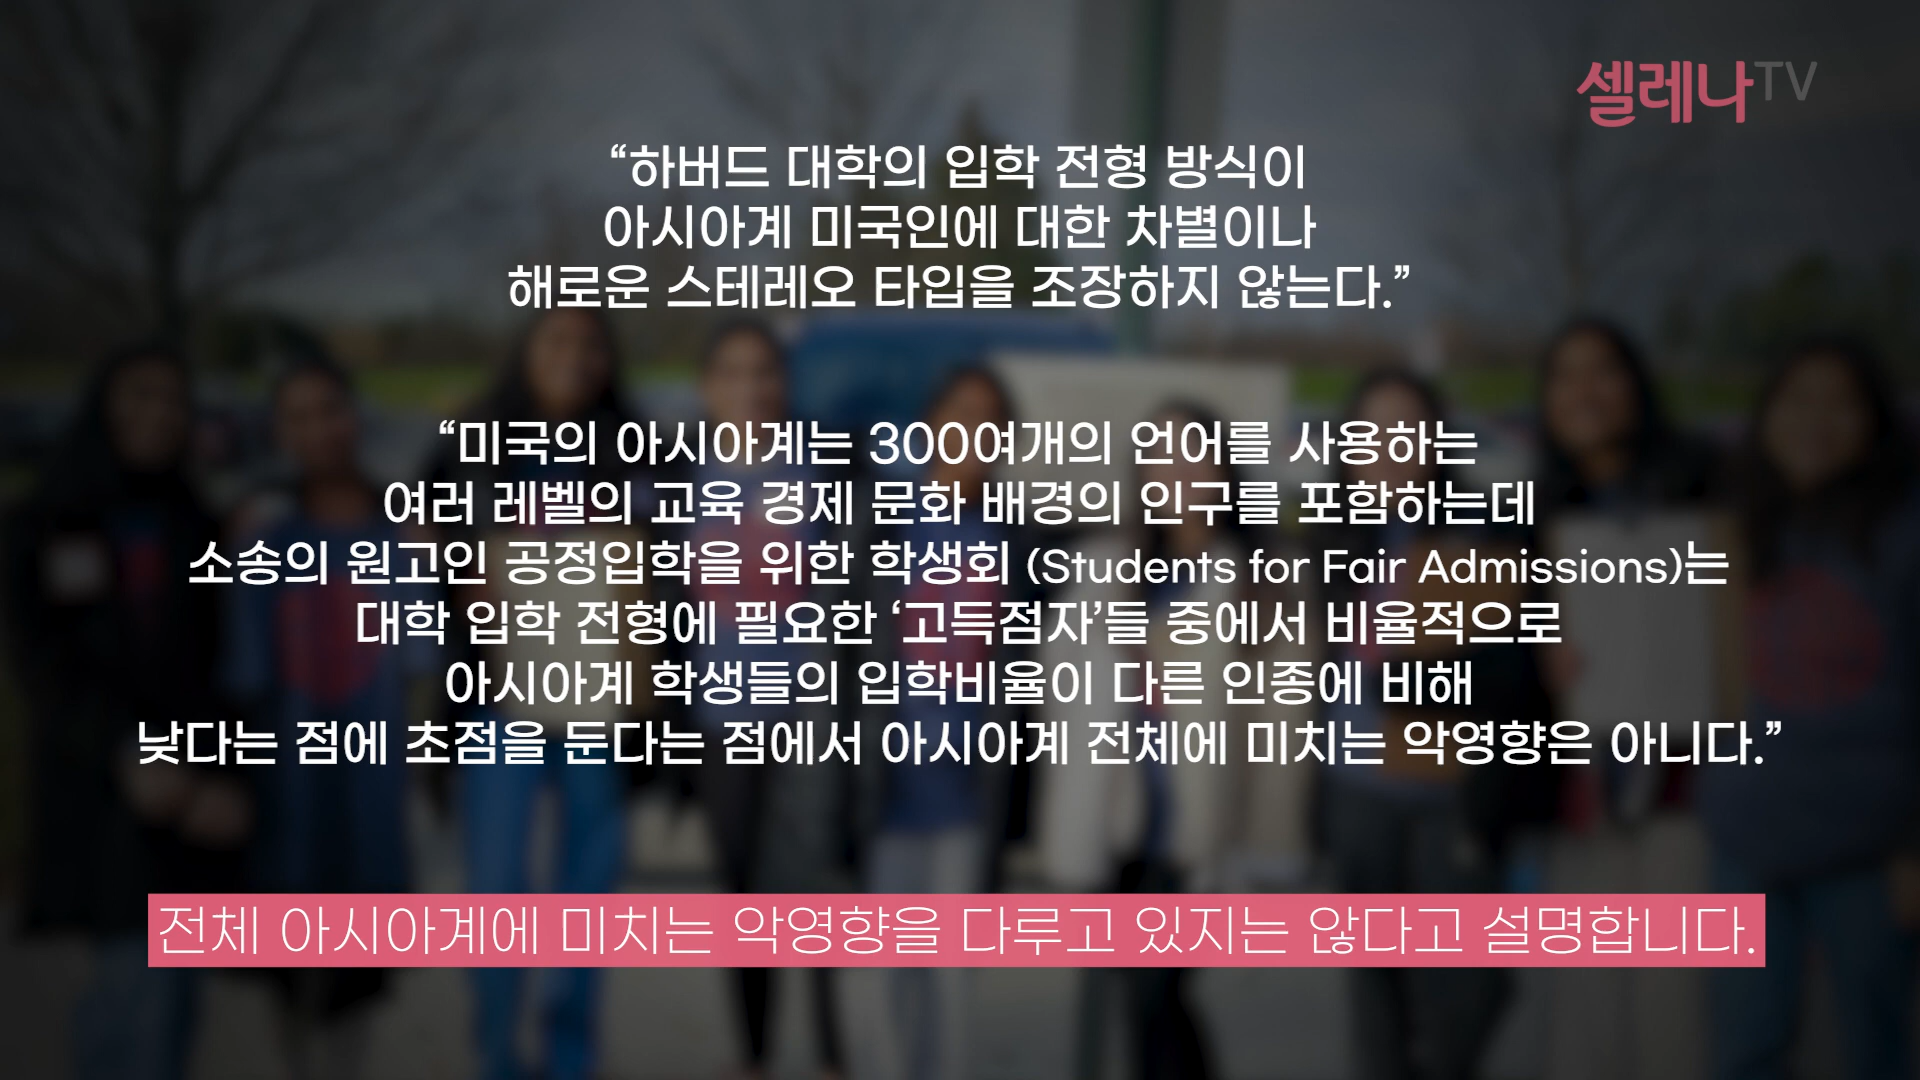 셀레나TV
“하버드 대학의 입학 전형 방식이
아시아계 미국인에 대한 차별이나
해로운 스테레오 타입을 조장하지 않는다.”
“미국의 아시아계는 300여개의 언어를 사용하는
여러 레벨의 교육 경제 문화 배경의 인구를 포함하는데
소송의 원고인 공정입학을 위한 학생회 (Students for Fair Admissions)는
대학 입학 전형에 필요한 ‘고득점자’들 중에서 비율적으로
아시아계 학생들의 입학비율이 다른 인종에 비해
낮다는 점에 초점을 둔다는 점에서 아시아계 전체에 미치는 악영향은 아니다.”
전체 아시아계에 미치는 악영향을 다루고 있지는 않다고 설명합니다.